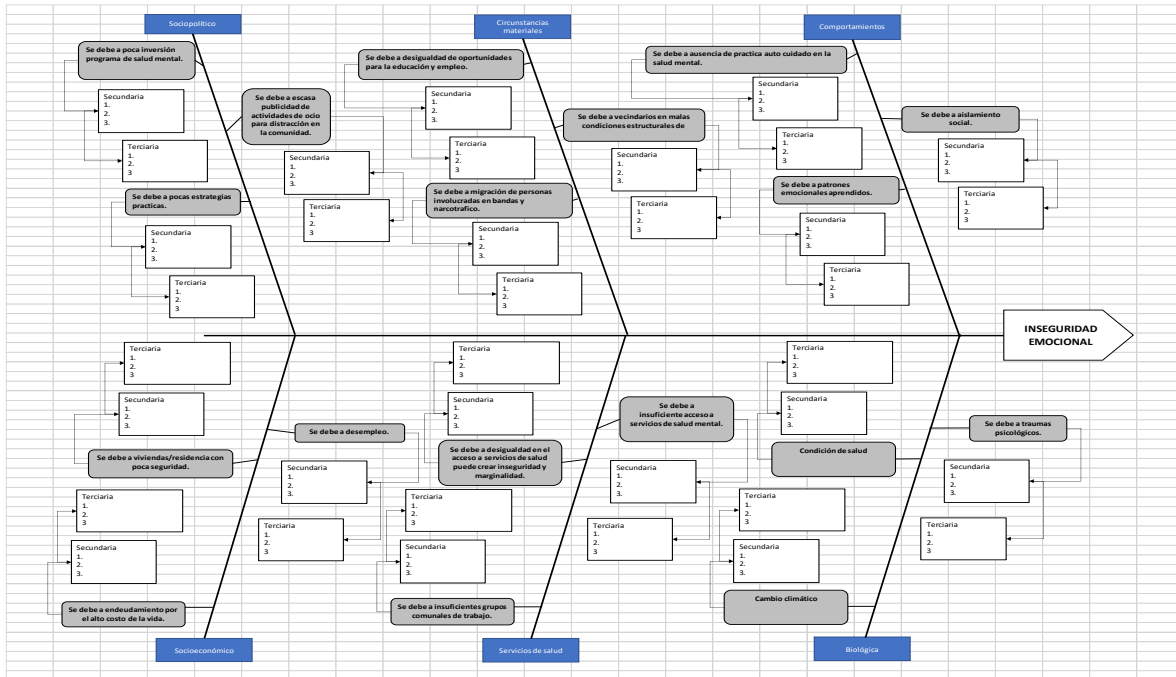 Sociopolítico
Se debe a poca inversión
programa de salud mental.
Secundaria
1.
2.
3.
Terciaria
1.
2.
3
Se debe a escasa
publicidad de
actividades de ocio
para distracción en
la comunidad.
Secundaria
1.
2.
3.
Terciaria
1.
2.
3
Se debe a pocas estrategias
practicas.
Secundaria
1.
2.
3.
Terciaria
1.
2.
3
Circunstancias
materiales
Se debe a desigualdad de oportunidades
para la educación y empleo.
Secundaria
1.
2.
3.
Terciaria
1.
2.
3
Se debe a vecindarios en malas
condiciones estructurales de
Secundaria
1.
2.
3.
Terciaria
1.
2.
3
Se debe a migración de personas
involucradas en bandas y
narcotrafico.
Secundaria
1.
2.
3.
Terciaria
1.
2.
3
Comportamientos
Se debe a ausencia de practica auto cuidado en la
salud mental.
Secundaria
1.
2.
3.
Terciaria
1.
2.
3
Se debe a aislamiento
social.
Secundaria
1.
2.
3.
Terciaria
1.
2.
3
Se debe a patrones
emocionales aprendidos.
Secundaria
1.
2.
3.
Terciaria
1.
2.
3
INSEGURIDAD
EMOCIONAL
Terciaria
1.
2.
3
Secundaria
1.
2.
3.
Se debe a viviendas/residencia con
poca seguridad.
Se debe a desempleo.
Secundaria
1.
2.
3.
Terciaria
1.
2.
3
Terciaria
1.
2.
3
Secundaria
1.
2.
3.
Se debe a endeudamiento por
el alto costo de la vida.
Socioeconómico
Terciaria
1.
2.
3
Secundaria
1.
2.
3.
Se debe a desigualdad en el
acceso a servicios de salud
puede crear inseguridad y
marginalidad.
Se debe a
insuficiente acceso a
servicios de salud mental.
Secundaria
1.
2.
3.
Terciaria
1.
2.
3
Terciaria
1.
2.
3
Secundaria
1.
2.
3.
Se debe a insuficientes grupos
comunales de trabajo.
Servicios de salud
Terciaria
1.
2.
3
Secundaria
1.
2.
3.
Condición de salud
Se debe a traumas
psicológicos.
Secundaria
1.
2.
3.
Terciaria
1.
2.
3
Terciaria
1.
2.
3
Secundaria
1.
2.
3.
Cambio climático
Biológica